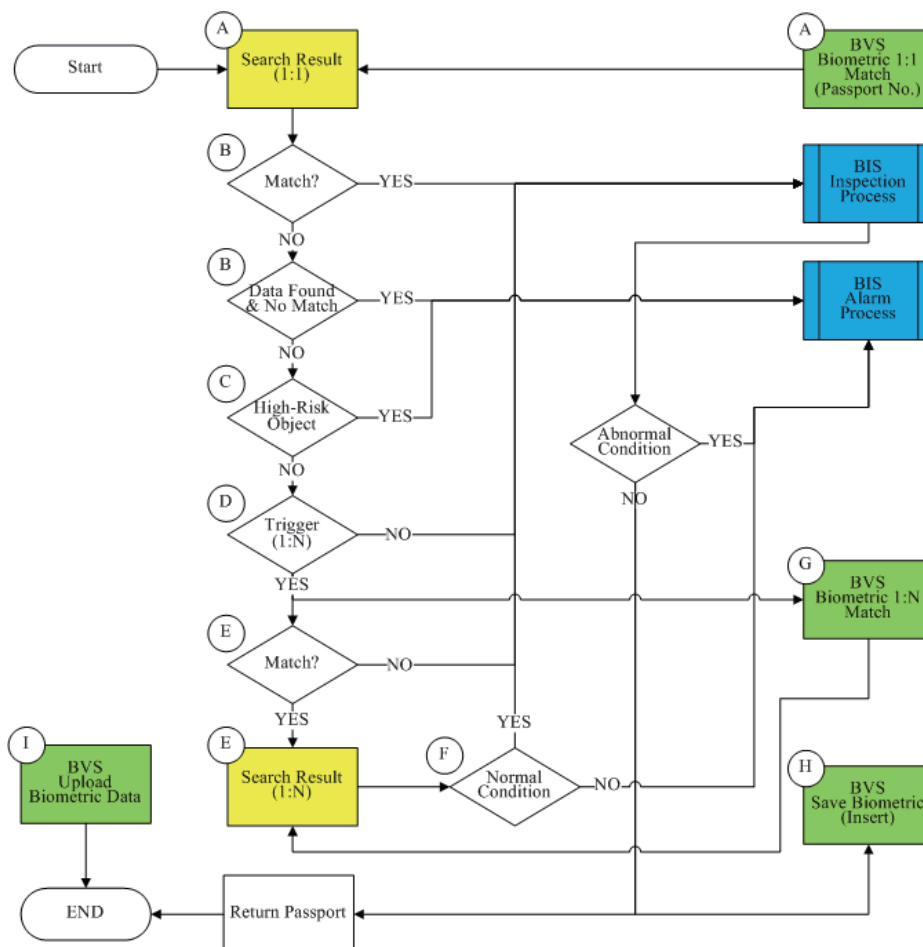 A
Search Result
(1:1)
A
BVS
Biometric 1:1
Match
(Passport No.)
Start
B
Match?
YES
BIS
Inspection
Process
NO
B
Data Found
& No Match
YES
BIS
Alarm
Process
NO
C
High-Risk
Object
YES
Abnormal
Condition
YES
NO
NO
D
Trigger
(1:N)
NO
YES
G
BVS
Biometric 1:N
Match
E
Match?
NO
YES
YES
I
BVS
Upload
Biometric Data
E
Search Result
(1:N)
F
Normal
Condition
NO
H
BVS
Save Biometric
(Insert)
END
Return Passport